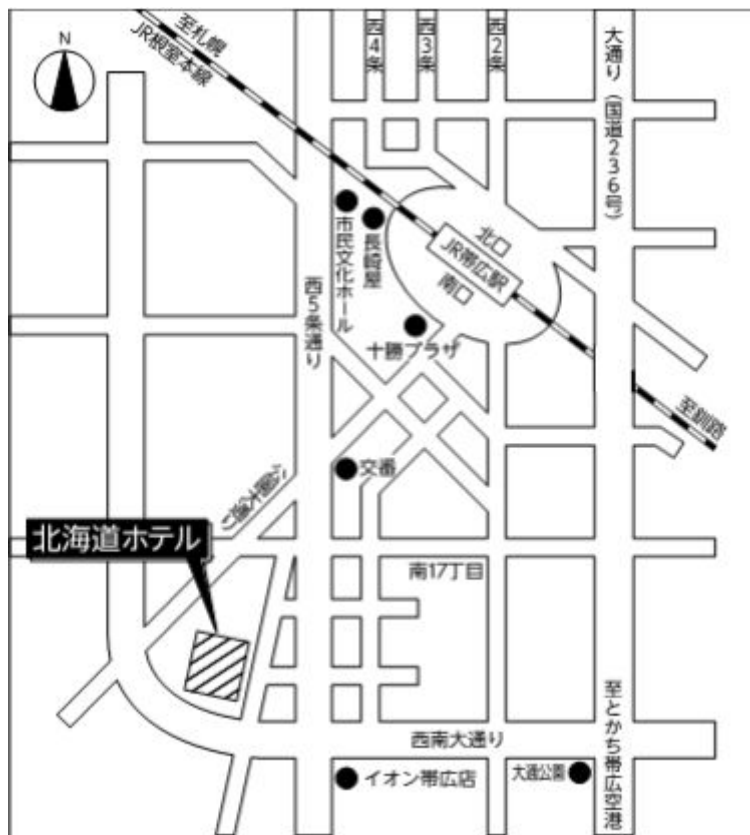 N
至札幌
JR根室本線
西4条
西3条
西2条
大通り（国道236号）
市民文化ホール
長崎屋
北口
JR帯広駅
南口
西5条通り
十勝プラザ
至釧路
交番
北海道ホテル
南17丁目
西南大通り
至とかち帯広空港
イオン帯広店
大通公園